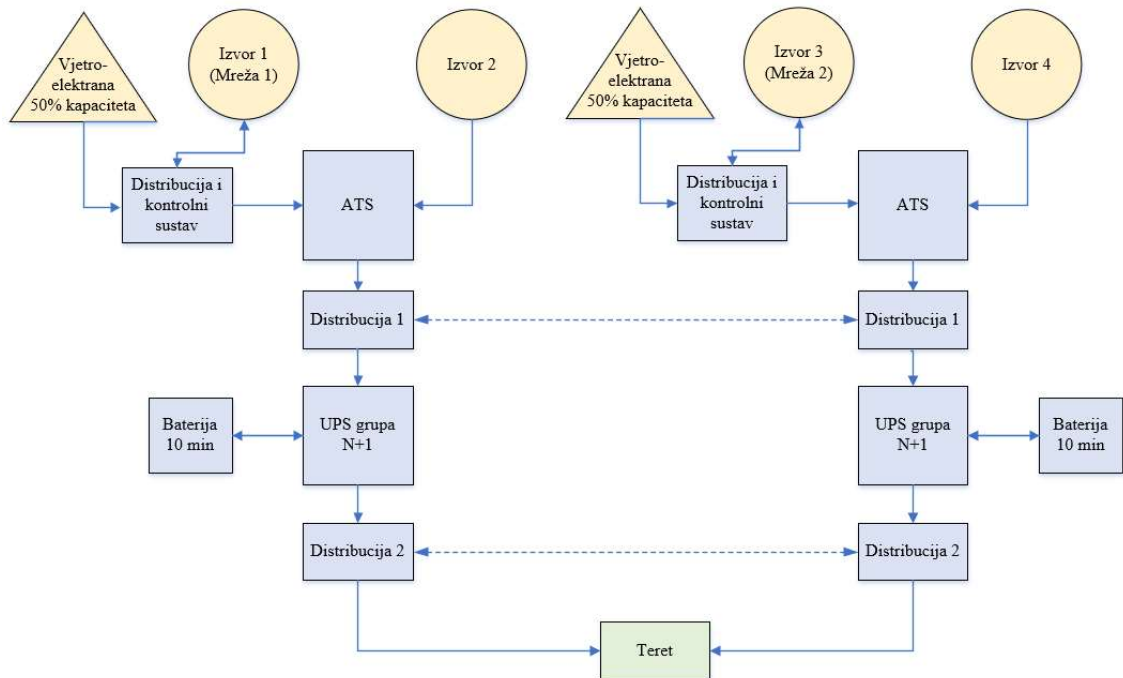 Vjetro-
elektrana
50% kapaciteta
Izvor 1
(Mreža 1)
Izvor 2
Vjetro-
elektrana
50% kapaciteta
Izvor 3
(Mreža 2)
Izvor 4
Distribucija i
kontrolni
sustav
ATS
Distribucija i
kontrolni
sustav
ATS
Distribucija 1
Distribucija 1
Baterija
10 min
UPS grupa
N+1
UPS grupa
N+1
Baterija
10 min
Distribucija 2
Distribucija 2
Teret